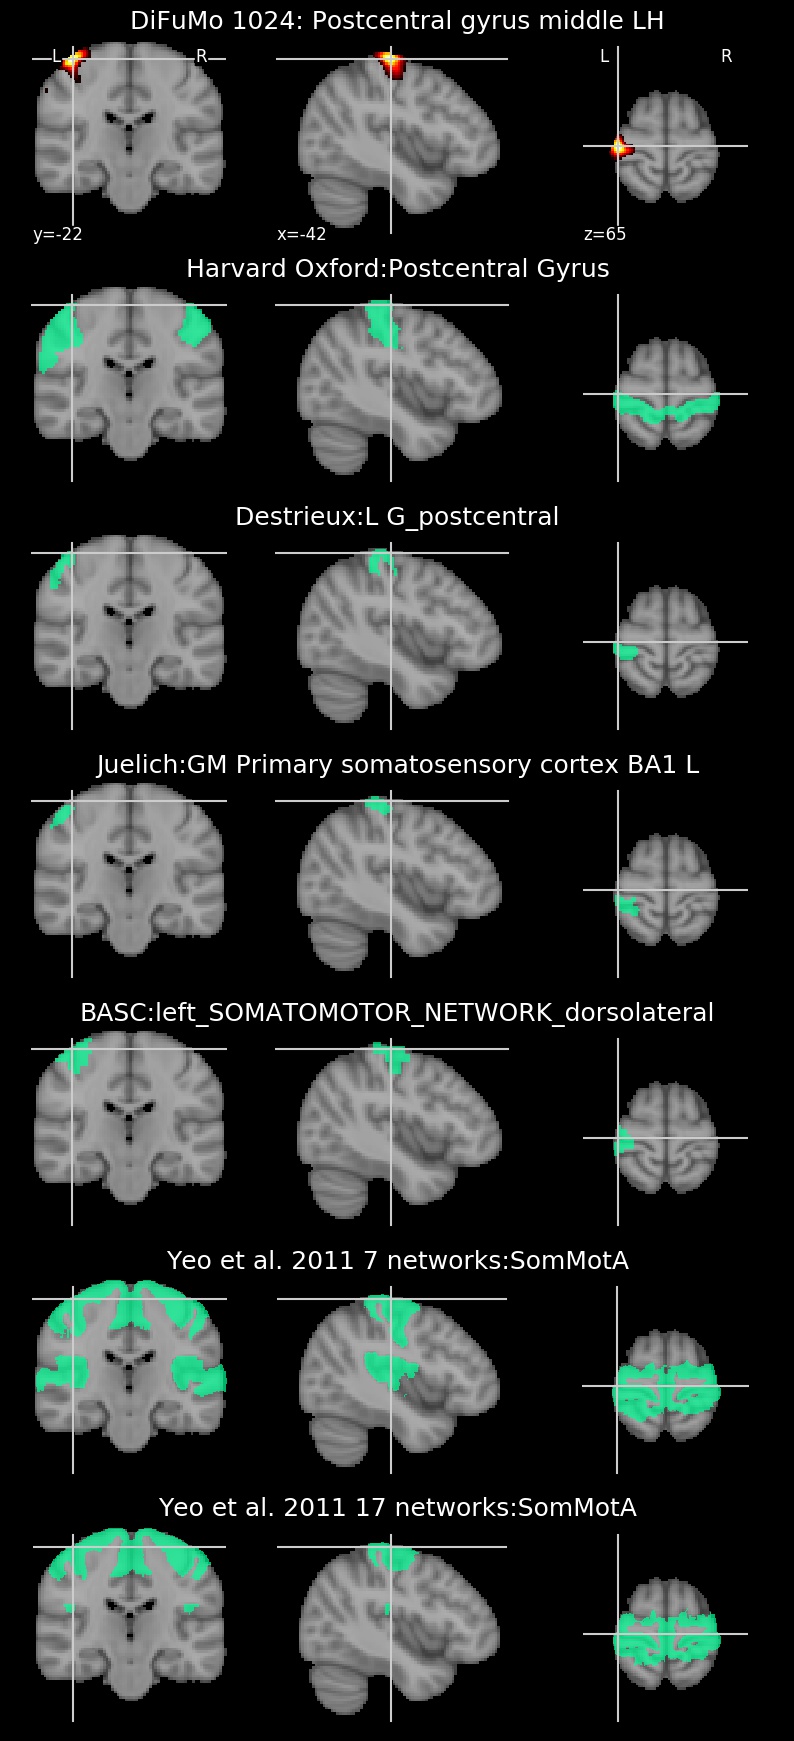 DiFuMo 1024: Postcentral gyrus middle LH
L R L R
y=-22 x=-42 z=65
Harvard Oxford:Postcentral Gyrus
Destrieux:L G_postcentral
Juelich:GM Primary somatosensory cortex BA1 L
BASC:left_SOMATOMOTOR_NETWORK_dorsolateral
Yeo et al. 2011 7 networks:SomMotA
Yeo et al. 2011 17 networks:SomMotA